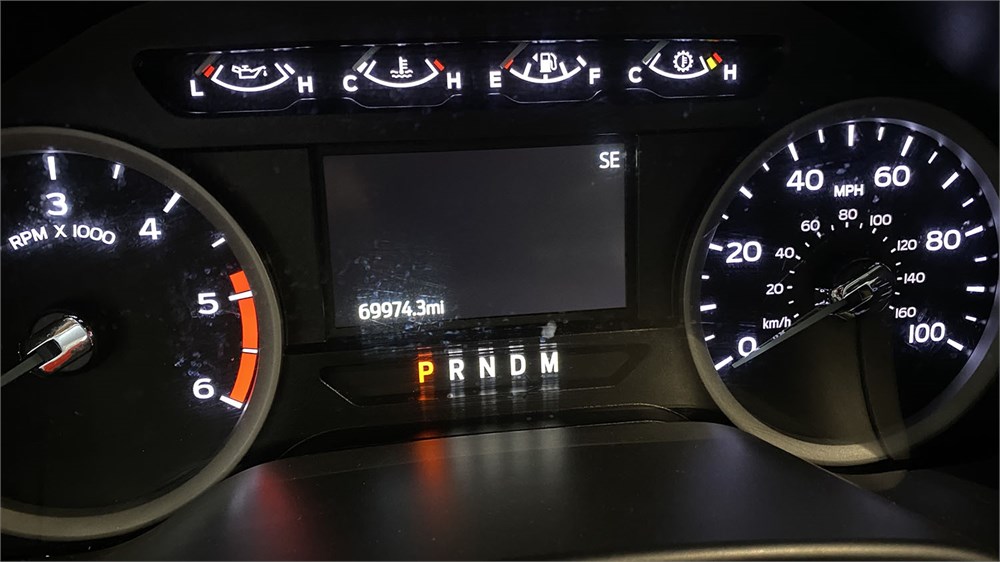 L H C H E F C H
SE
69974.3mi
P R N D M
3 4 5 6
RPM X 1000
0 20 40 60 80 100
MPH
20 40 60 80 100 120 140 160
km/h